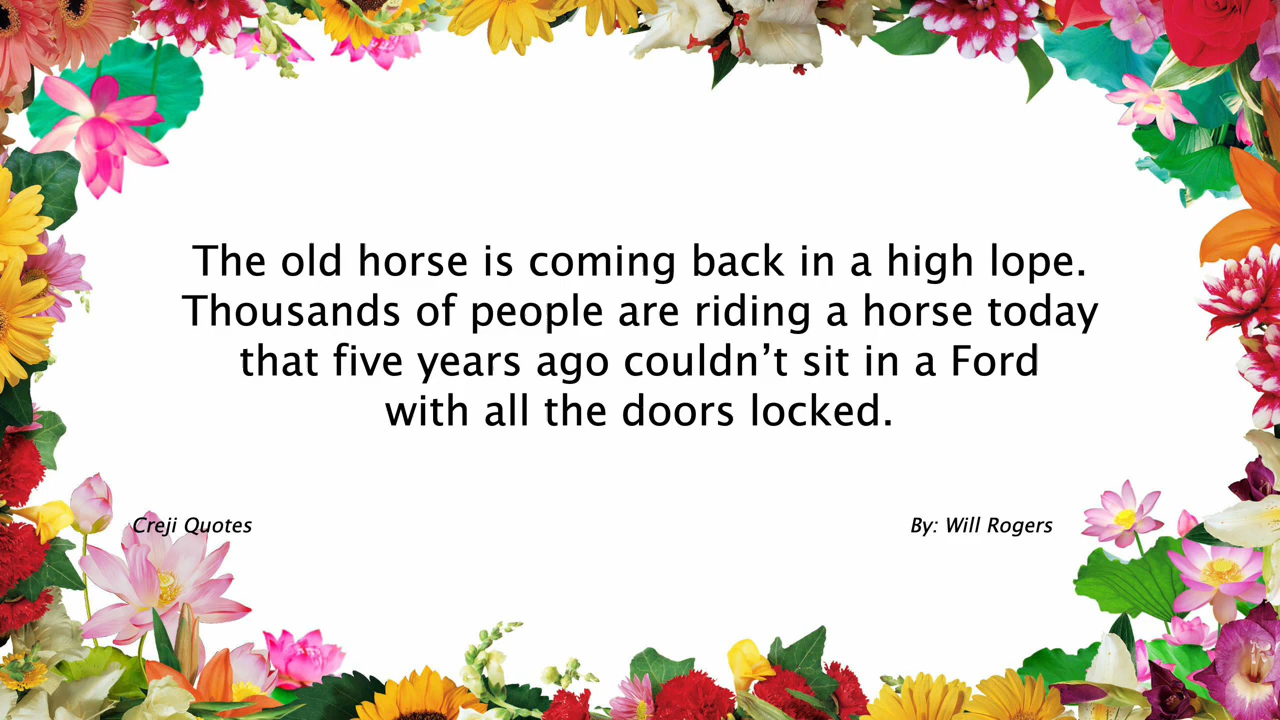 The old horse is coming back in a high lope.
Thousands of people are riding a horse today
that five years ago couldn’t sit in a Ford
with all the doors locked.
Creji Quotes
By: Will Rogers